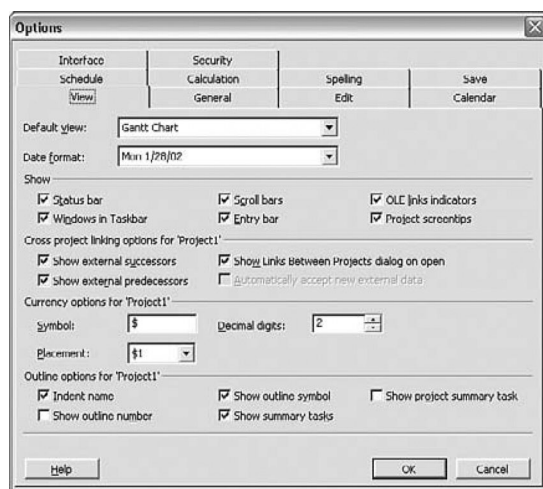 Options
Interface Security
Schedule Calculation Spelling Save
View General Edit Calendar
Default view: Gantt Chart
Date format: Mon 1/28/02
Show
Status bar Scroll bars OLE links indicators
Windows in Taskbar Entry bar Project screentips
Cross project linking options for 'Project1'
Show external successors Show Links Between Projects dialog on open
Show external predecessors Automatically accept new external data
Currency options for 'Project1'
Symbol: $ Decimal digits: 2
Placement: $1
Outline options for 'Project1'
Indent name Show outline symbol Show project summary task
Show outline number Show summary tasks
Help OK Cancel